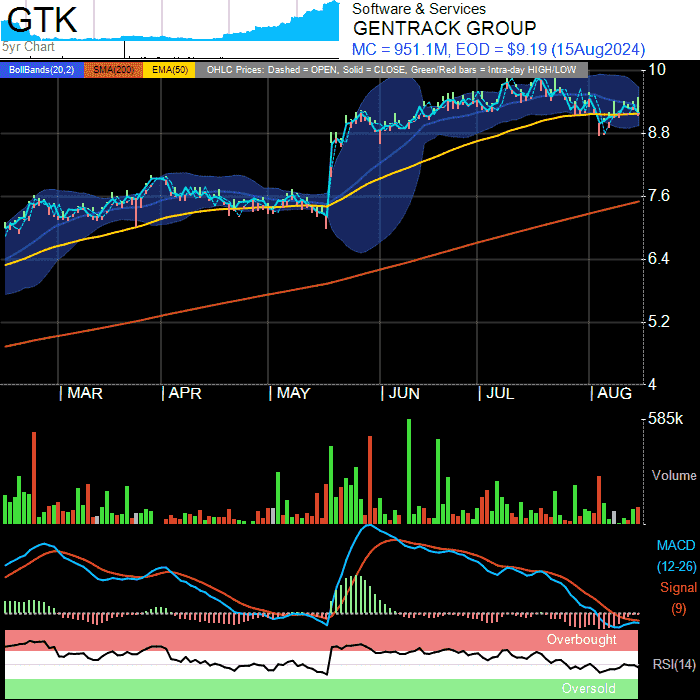 GTK
5yr Chart
Software & Services
GENTRACK GROUP
MC = 951.1M, EOD = $9.19 (15Aug2024)
BollBands(20,2) SMA(200) EMA(50) OHLC Prices: Dashed = OPEN, Solid = CLOSE, Green/Red bars = Intra-day HIGH/LOW
10
8.8
7.6
6.4
5.2
4
MAR APR MAY JUN JUL AUG
585k
Volume
MACD
(12-26)
Signal
(9)
Overbought
RSI(14)
Oversold